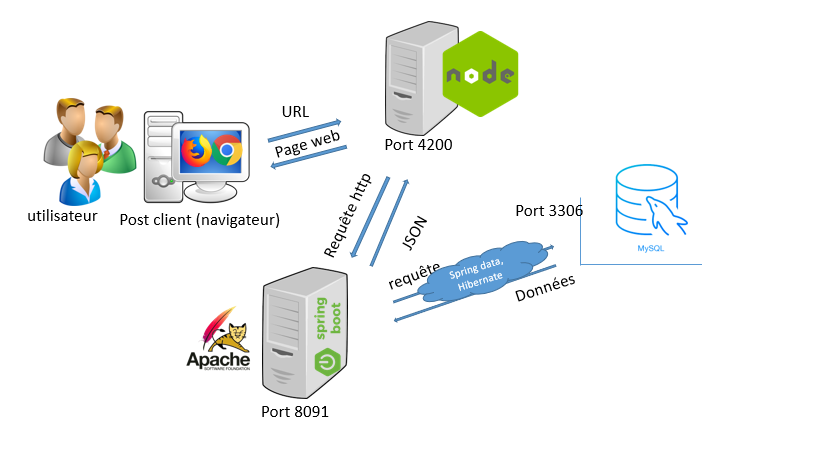 node
URL
Page web
Port 4200
utilisateur
Post client (navigateur)
Requête http
JSON
Port 3306
MySQL
requête
Spring data,
Hibernate
Données
spring
boot
Apache
SOFTWARE FOUNDATION
Port 8091